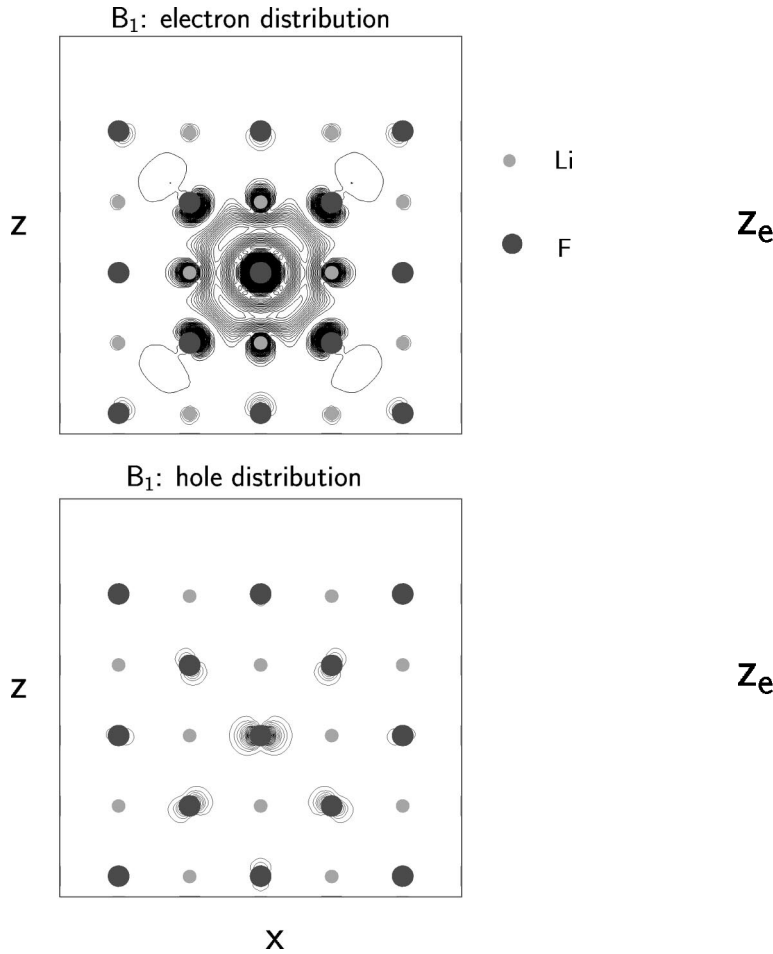 B₁: electron distribution
Li
F
z
zₑ
B₁: hole distribution
z
zₑ
x